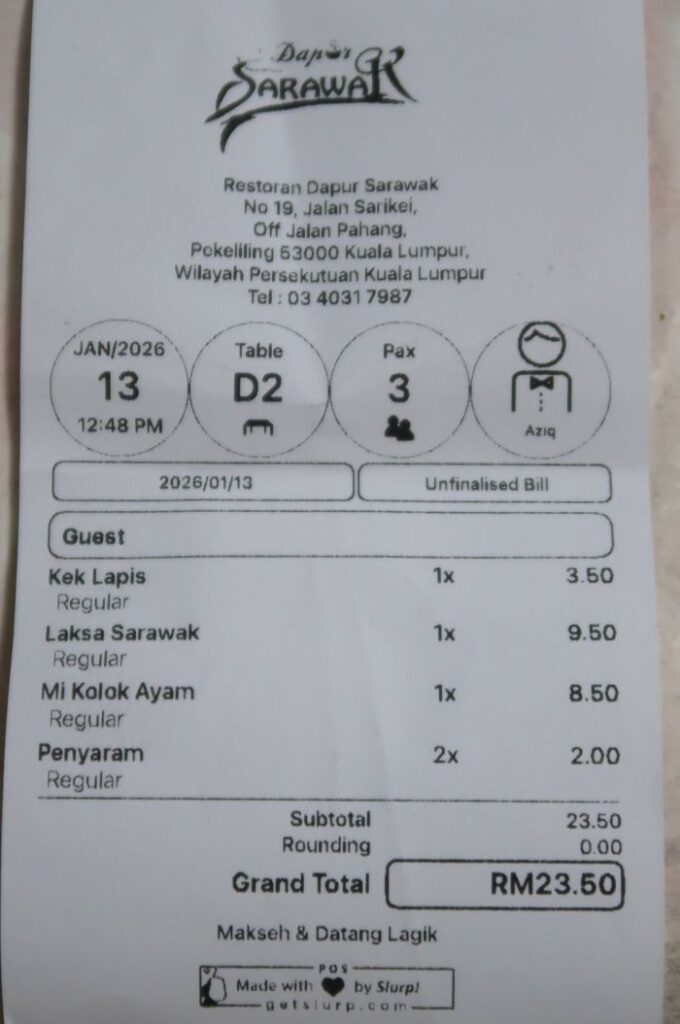 Dapur
SARAWAK
Restoran Dapur Sarawak
No 19, Jalan Sarikei,
Off Jalan Pahang,
Pekeliling 53000 Kuala Lumpur,
Wilayah Persekutuan Kuala Lumpur
Tel : 03 4031 7987
JAN/2026 Table Pax
13 D2 3
12:48 PM Aziq
2026/01/13 Unfinalised Bill
Guest
Kek Lapis 1x 3.50
Regular
Laksa Sarawak 1x 9.50
Regular
Mi Kolok Ayam 1x 8.50
Regular
Penyaram 2x 2.00
Regular
Subtotal 23.50
Rounding 0.00
Grand Total RM23.50
Makseh & Datang Lagik
POS
Made with by Slurp!
getslurp.com